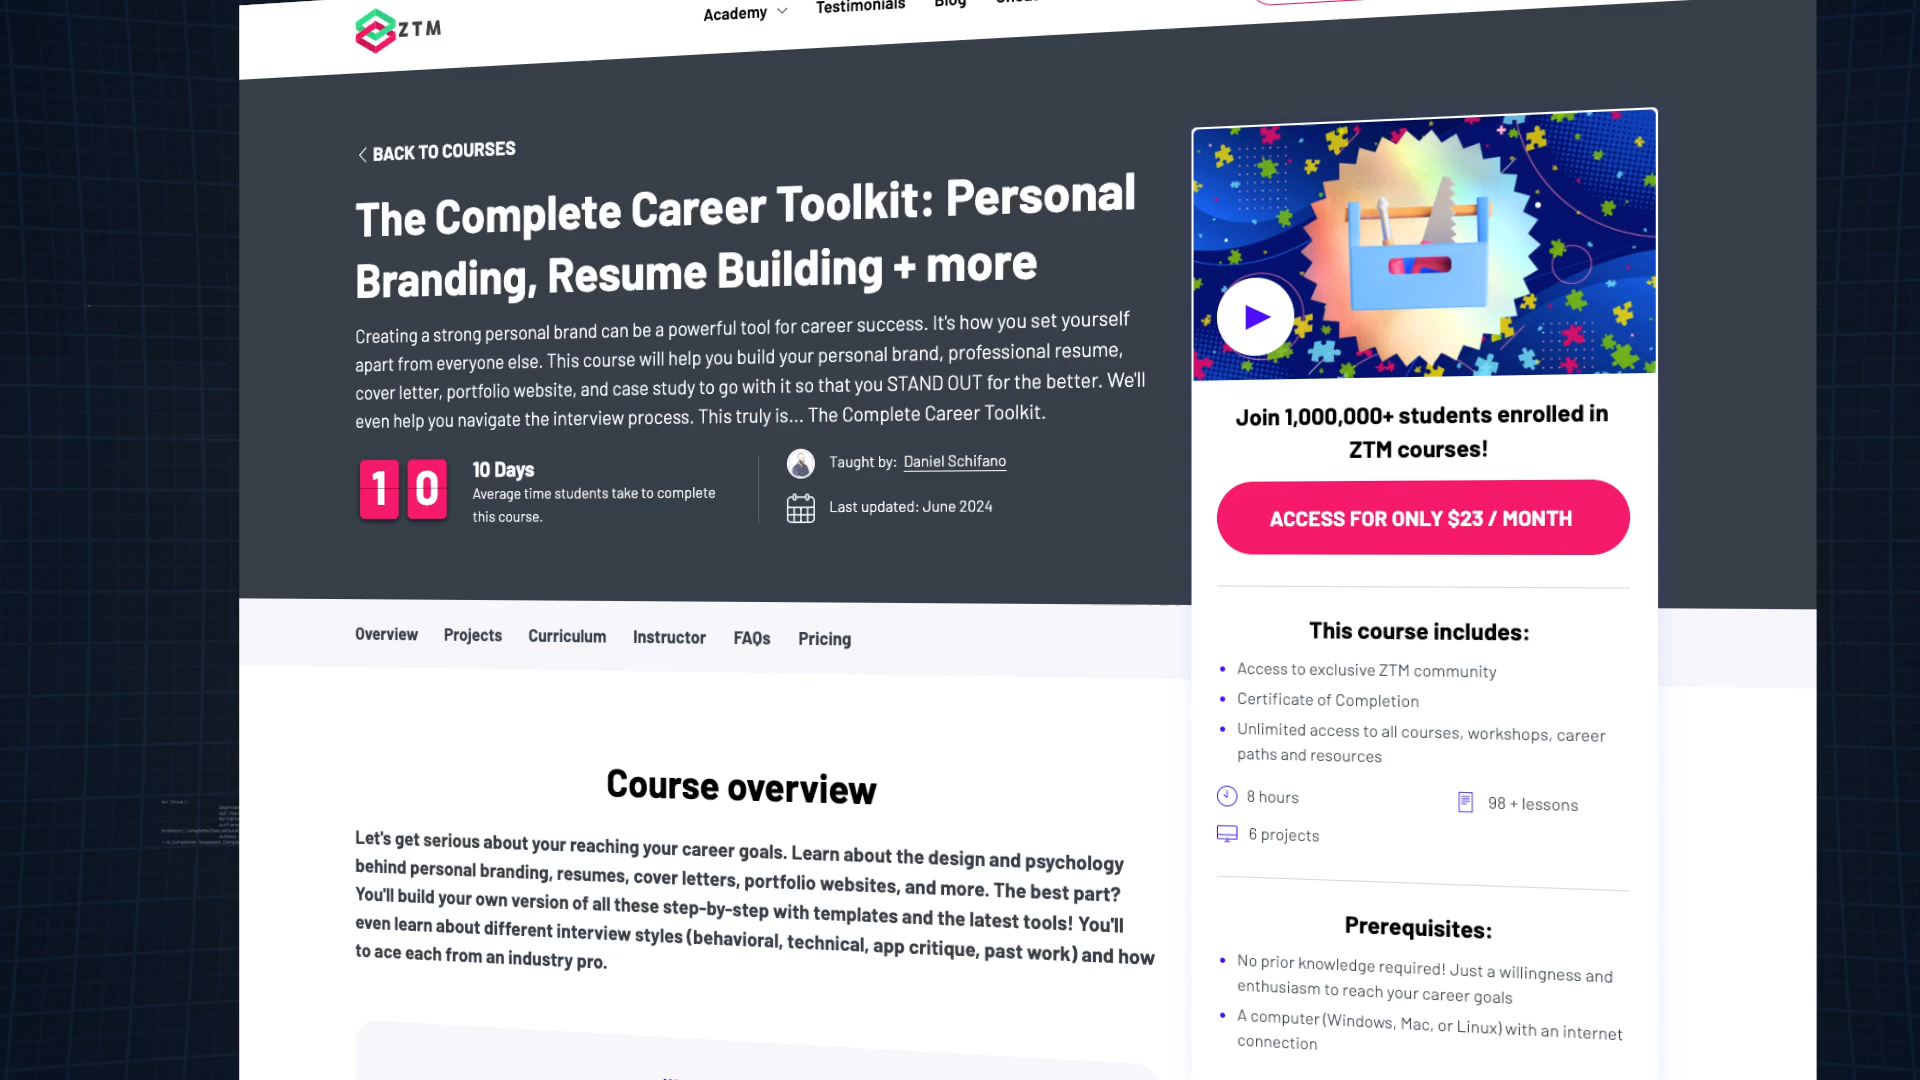 ZTM
Academy
Testimonials
Blog
BACK TO COURSES
The Complete Career Toolkit: Personal
Branding, Resume Building + more
Creating a strong personal brand can be a powerful tool for career success. It's how you set yourself
apart from everyone else. This course will help you build your personal brand, professional resume,
cover letter, portfolio website, and case study to go with it so that you STAND OUT for the better. We'll
even help you navigate the interview process. This truly is... The Complete Career Toolkit.
10
10 Days
Average time students take to complete
this course.
Taught by: Daniel Schifano
Last updated: June 2024
Join 1,000,000+ students enrolled in
ZTM courses!
ACCESS FOR ONLY $23 / MONTH
This course includes:
• Access to exclusive ZTM community
• Certificate of Completion
• Unlimited access to all courses, workshops, career
paths and resources
8 hours
98 + lessons
6 projects
Prerequisites:
• No prior knowledge required! Just a willingness and
enthusiasm to reach your career goals
• A computer (Windows, Mac, or Linux) with an internet
connection
Overview
Projects
Curriculum
Instructor
FAQs
Pricing
Course overview
Let's get serious about your reaching your career goals. Learn about the design and psychology
behind personal branding, resumes, cover letters, portfolio websites, and more. The best part?
You'll build your own version of all these step-by-step with templates and the latest tools! You'll
even learn about different interview styles (behavioral, technical, app critique, past work) and how
to ace each from an industry pro.